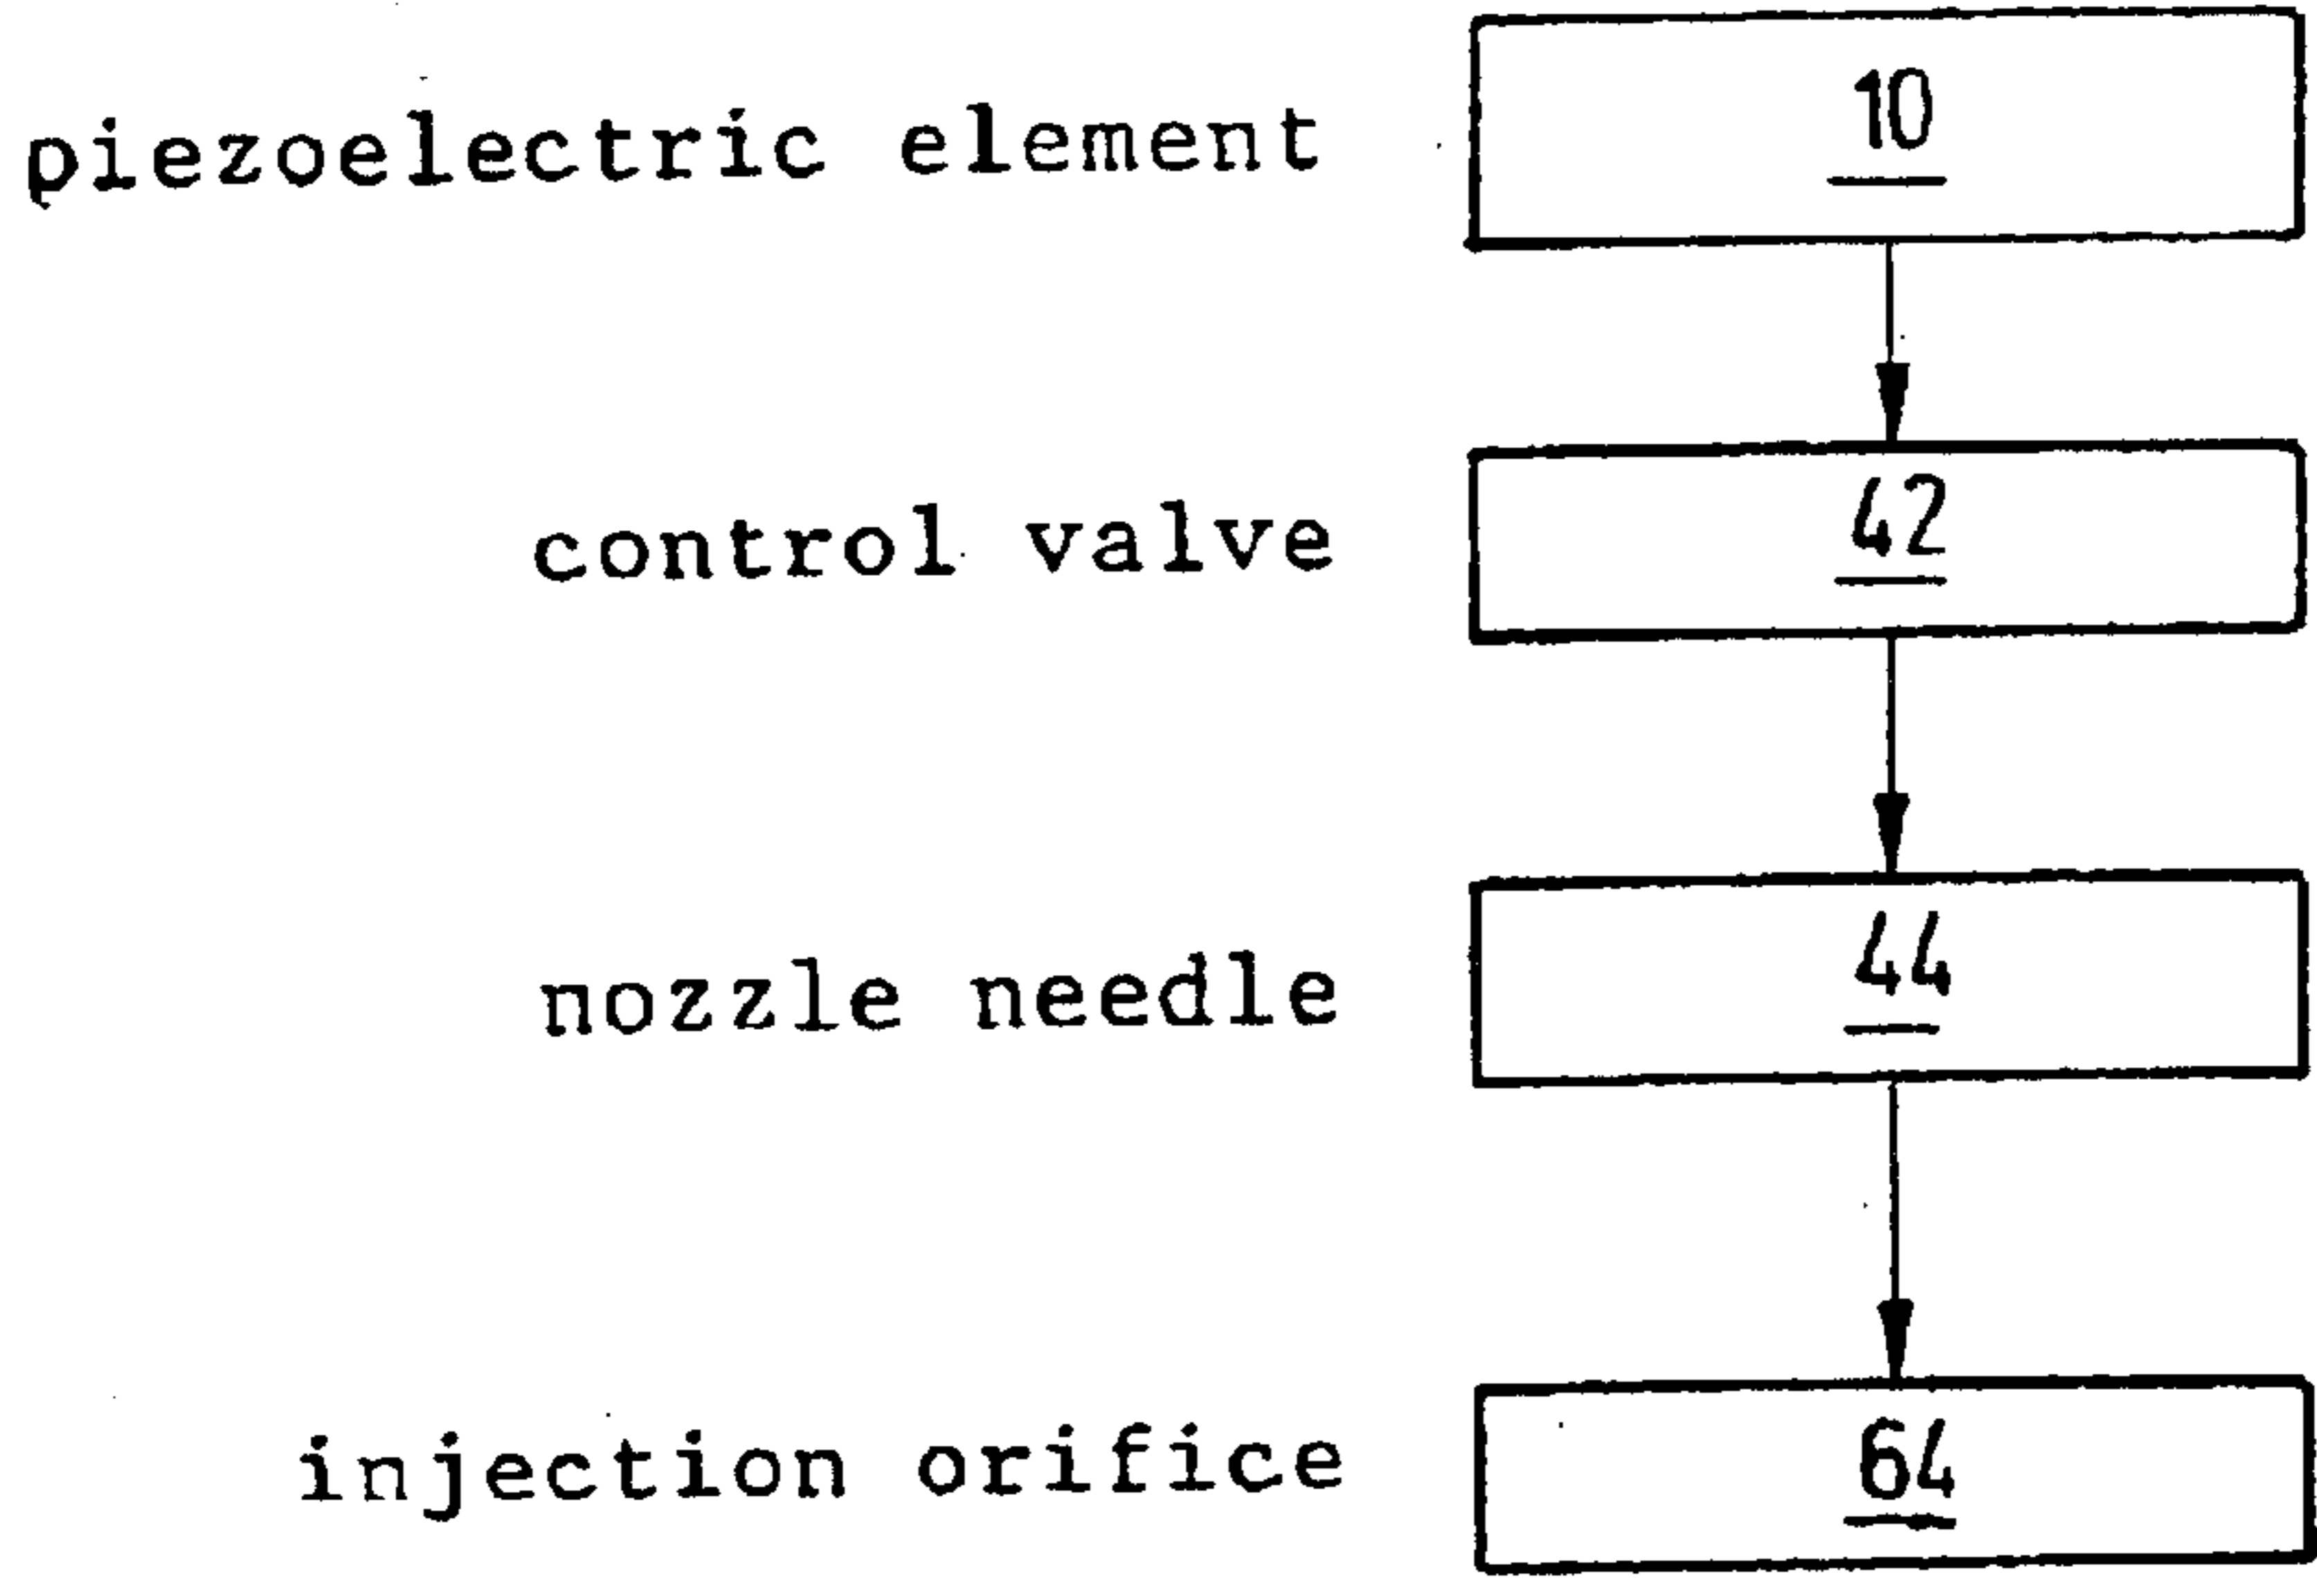 piezoelectric element 10
control valve 42
nozzle needle 44
injection orifice 64